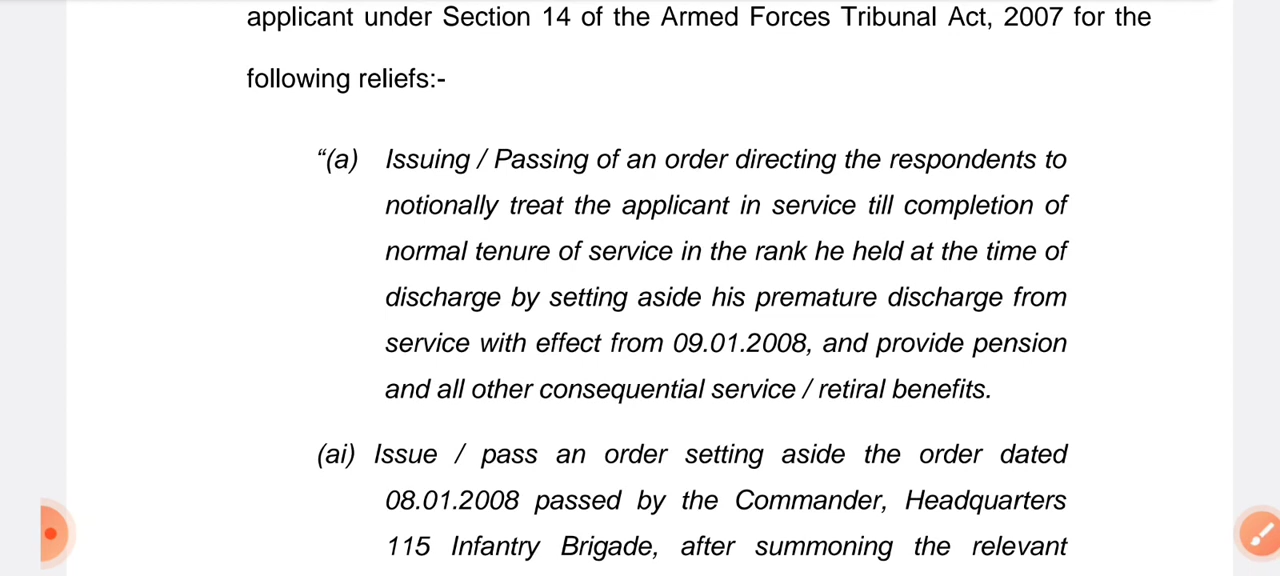 applicant under Section 14 of the Armed Forces Tribunal Act, 2007 for the
following reliefs:-
“(a) Issuing / Passing of an order directing the respondents to
notionally treat the applicant in service till completion of
normal tenure of service in the rank he held at the time of
discharge by setting aside his premature discharge from
service with effect from 09.01.2008, and provide pension
and all other consequential service / retiral benefits.
(ai) Issue / pass an order setting aside the order dated
08.01.2008 passed by the Commander, Headquarters
115 Infantry Brigade, after summoning the relevant